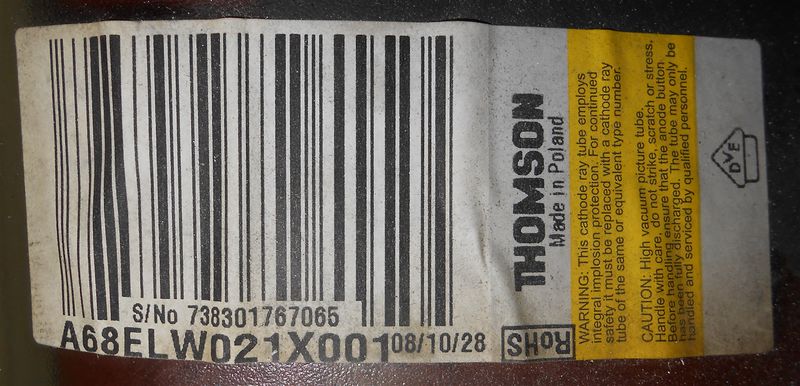 S/No 738301767065
A68ELW021X001 08/10/28
THOMSON
Made in Poland
RoHS
WARNING: This cathode ray tube employs
integral implosion protection. For continued
safety it must be replaced with a cathode ray
tube of the same or equivalent type number.
CAUTION: High vacuum picture tube.
Handle with care, do not strike, scratch or stress.
Before handling ensure that the anode button
has been fully discharged. The tube may only be
handled and serviced by qualified personnel.
DVE